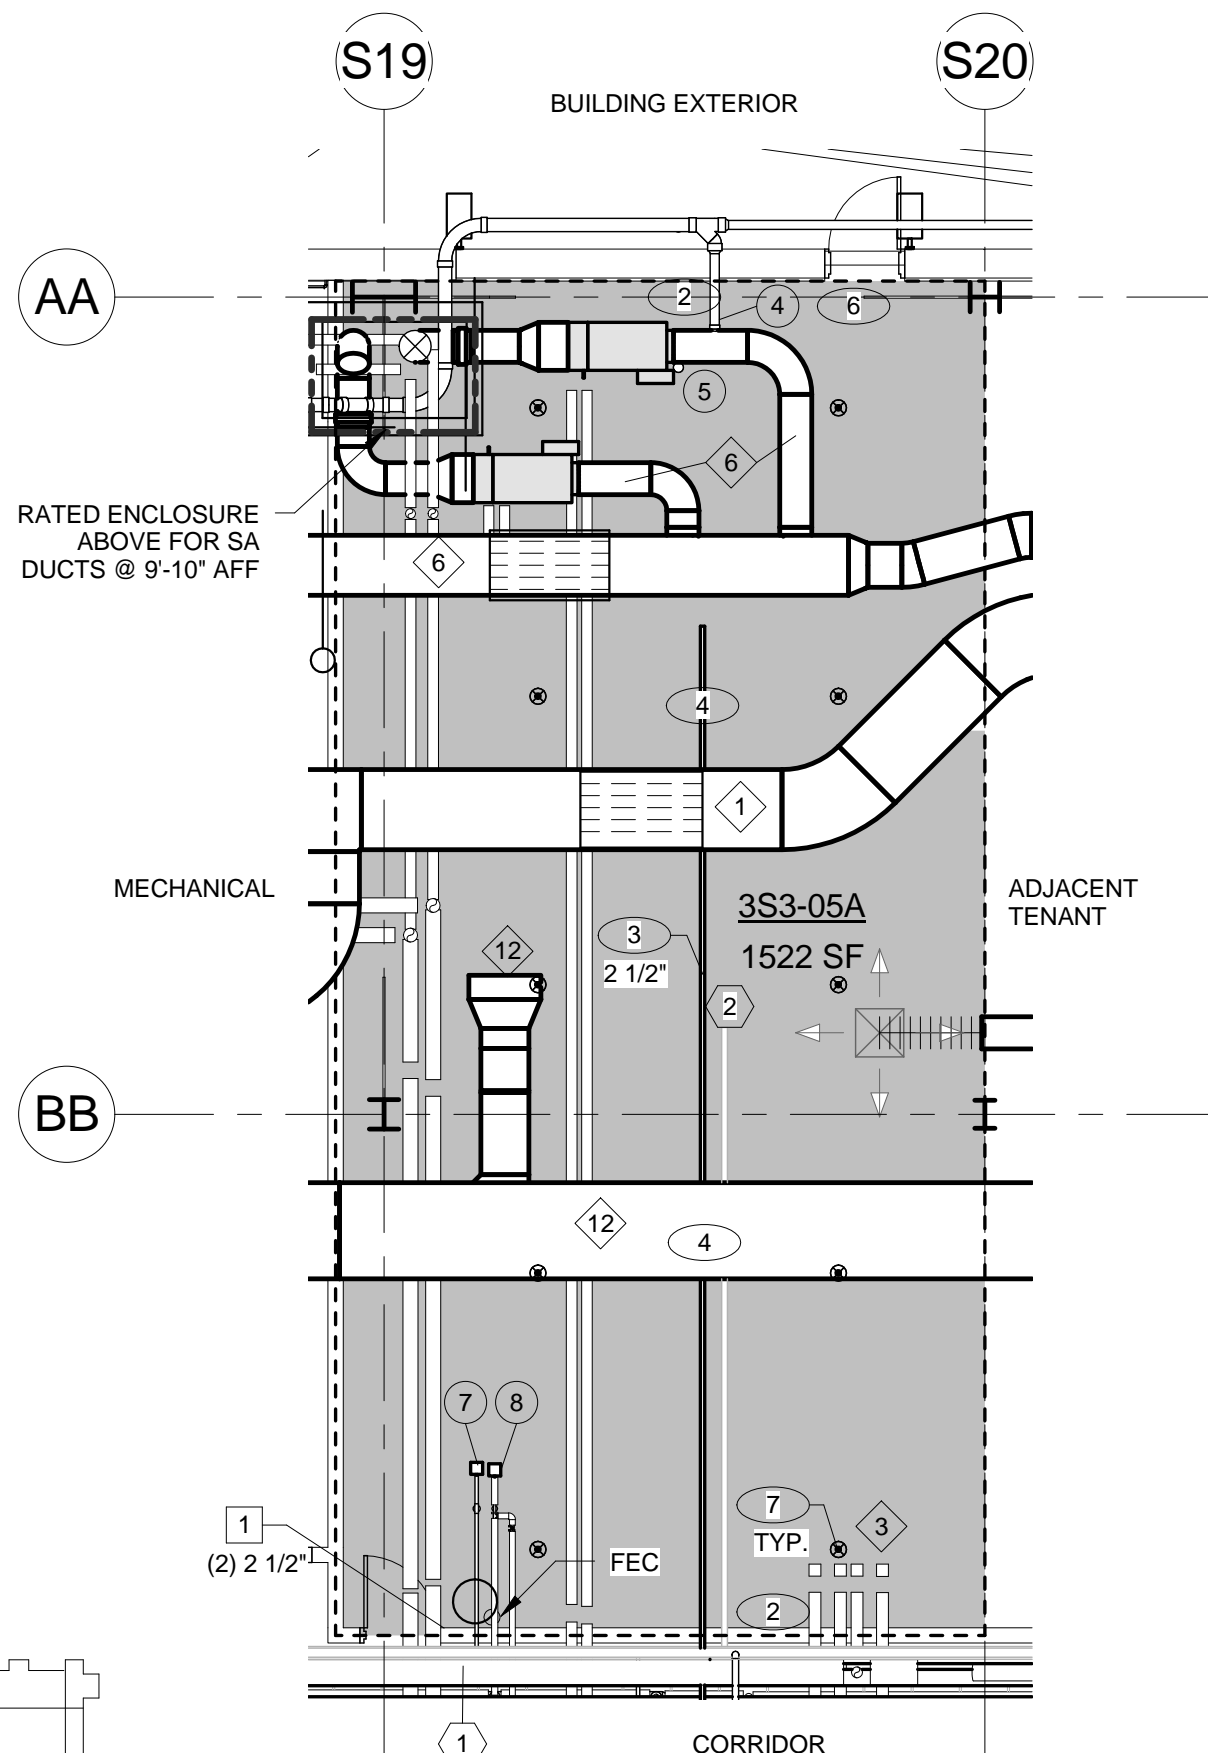 S19
S20
BUILDING EXTERIOR
AA
2
4
6
5
6
RATED ENCLOSURE
ABOVE FOR SA
DUCTS @ 9'-10" AFF
6
4
1
MECHANICAL
3S3-05A
1522 SF
ADJACENT
TENANT
12
3
2 1/2"
2
BB
12
4
7
8
1
(2) 2 1/2"
FEC
7
TYP.
3
2
1
CORRIDOR